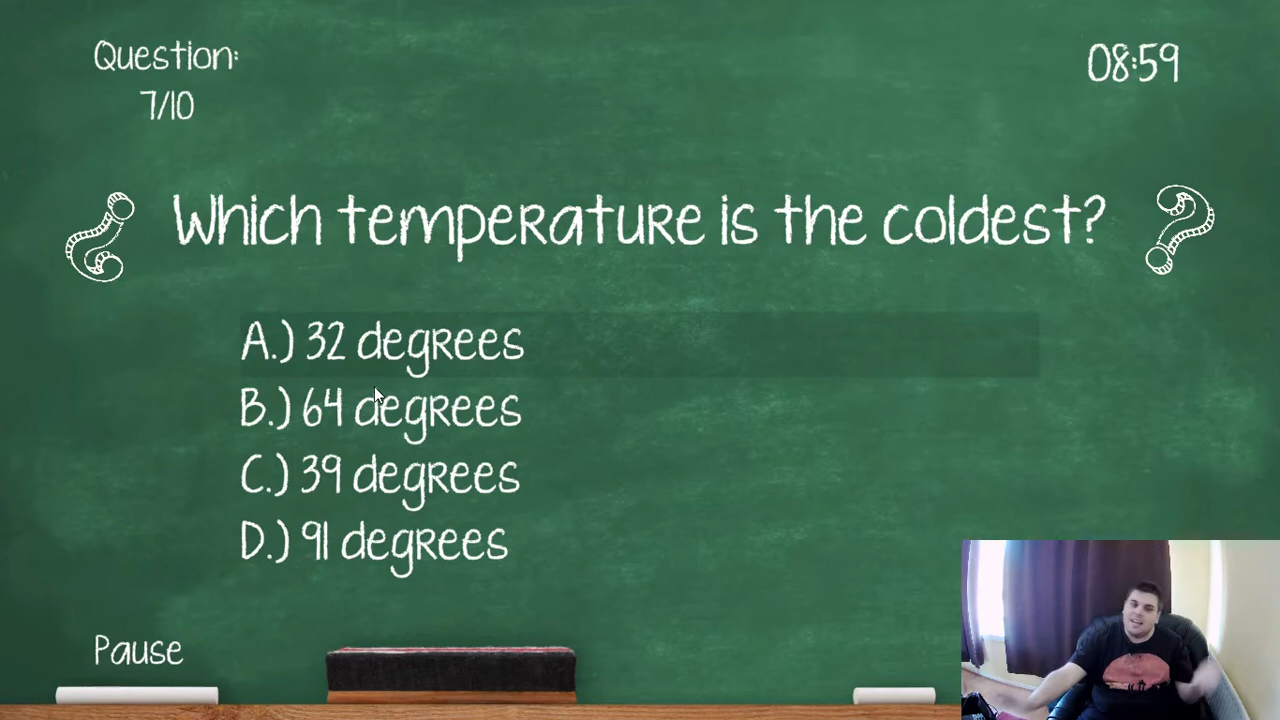 Question:
7/10
08:59
Which temperature is the coldest?
A.) 32 degrees
B.) 64 degrees
C.) 39 degrees
D.) 91 degrees
Pause